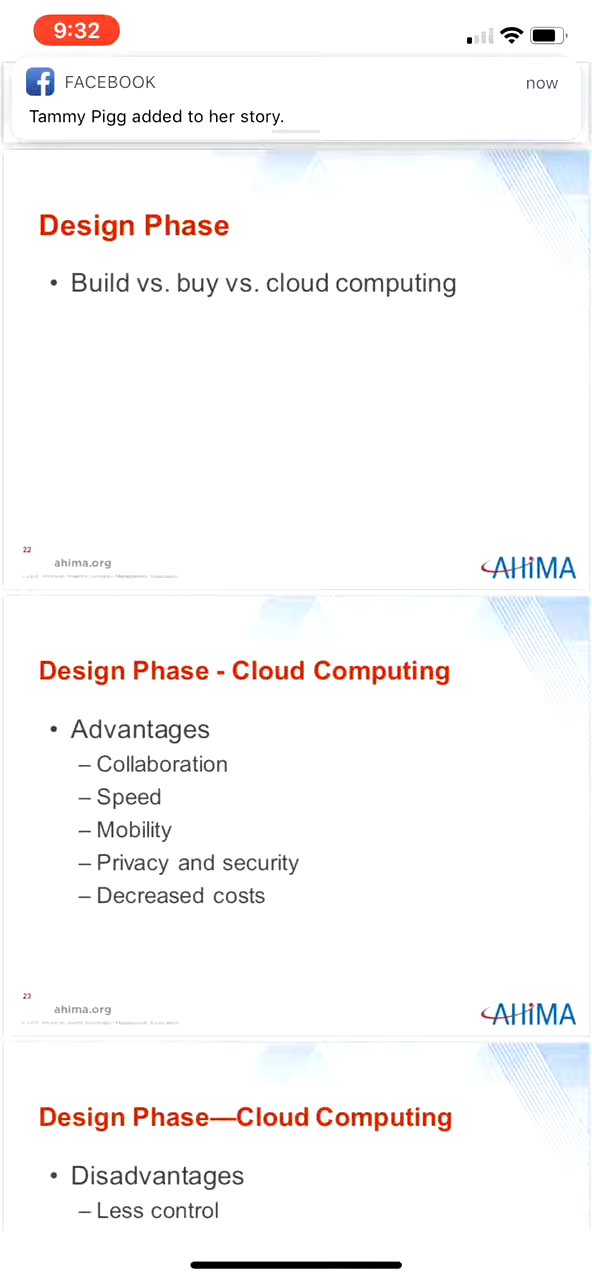 9:32
FACEBOOK
now
Tammy Pigg added to her story.
Design Phase
• Build vs. buy vs. cloud computing
22
ahima.org
AHIMA
Design Phase - Cloud Computing
• Advantages
– Collaboration
– Speed
– Mobility
– Privacy and security
– Decreased costs
23
ahima.org
AHIMA
Design Phase—Cloud Computing
• Disadvantages
– Less control